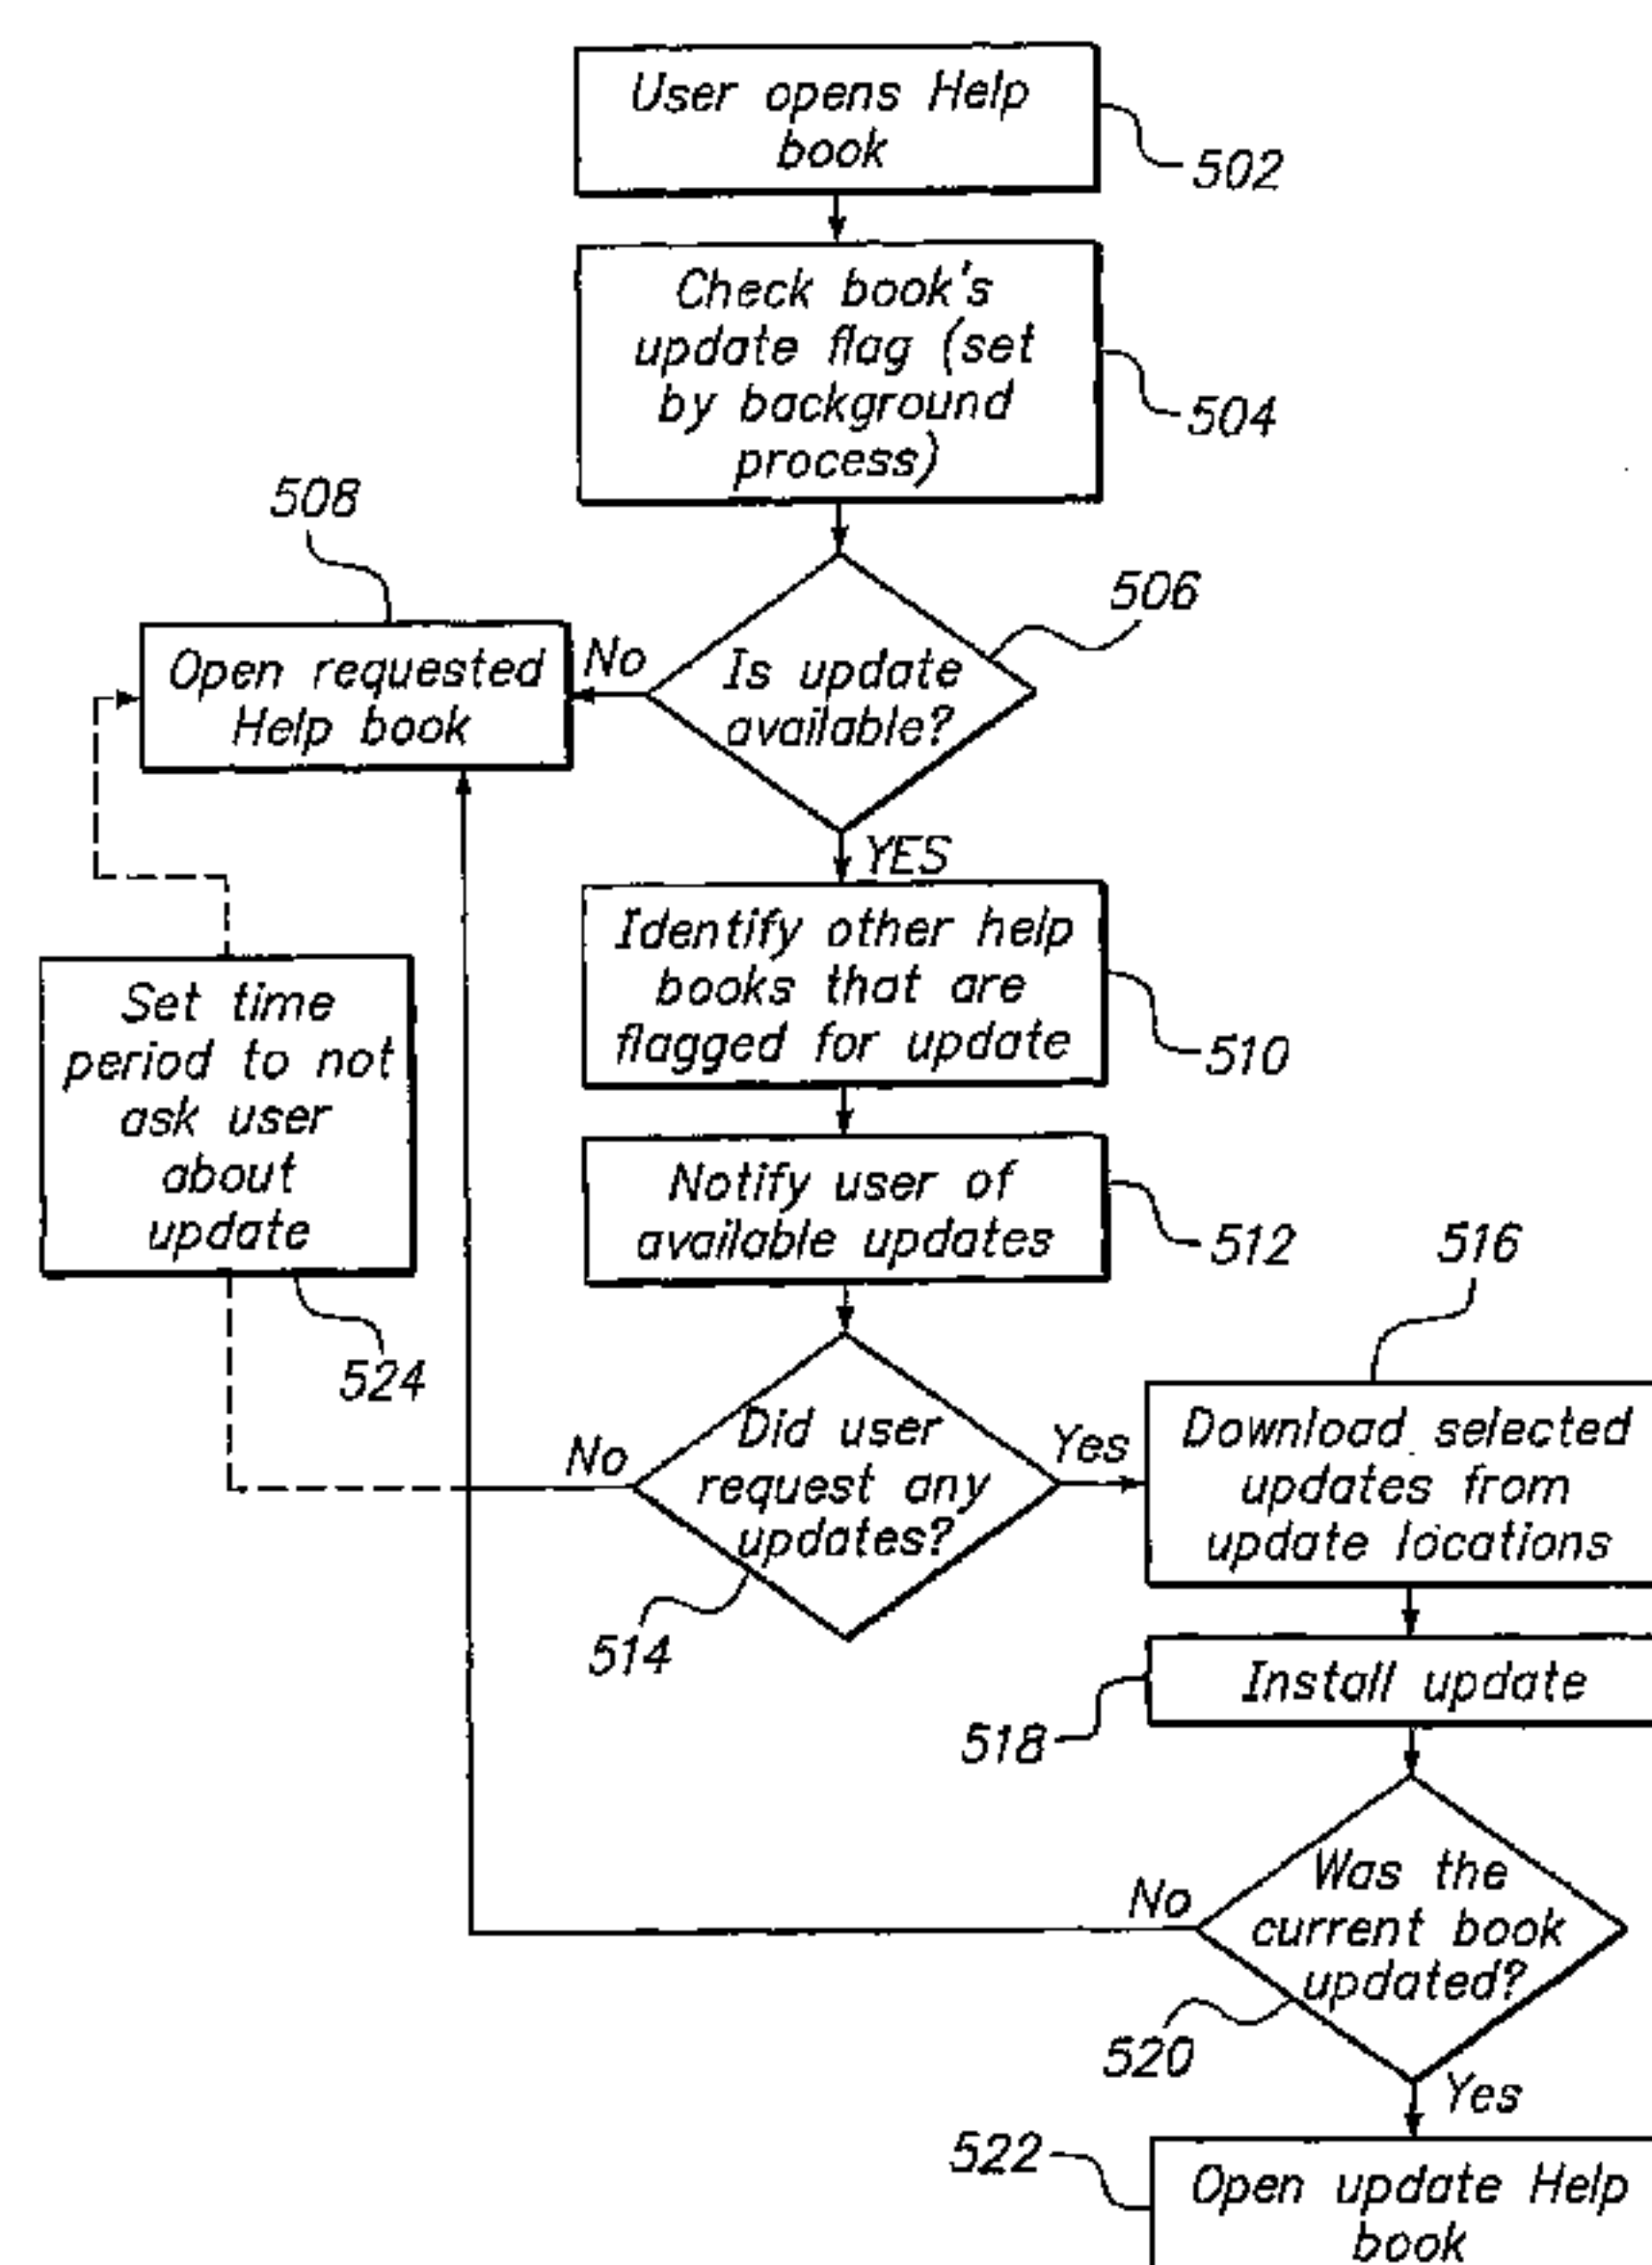 User opens Help
book
502
Check book's
update flag (set
by background
process)
504
508
506
Open requested
Help book
No
Is update
available?
YES
Identify other help
books that are
flagged for update
510
Set time
period to not
ask user
about
update
524
Notify user of
available updates
512
516
Did user
request any
updates?
No
Yes
514
Download selected
updates from
update locations
Install update
518
Was the
current book
updated?
No
520
Yes
522
Open update Help
book